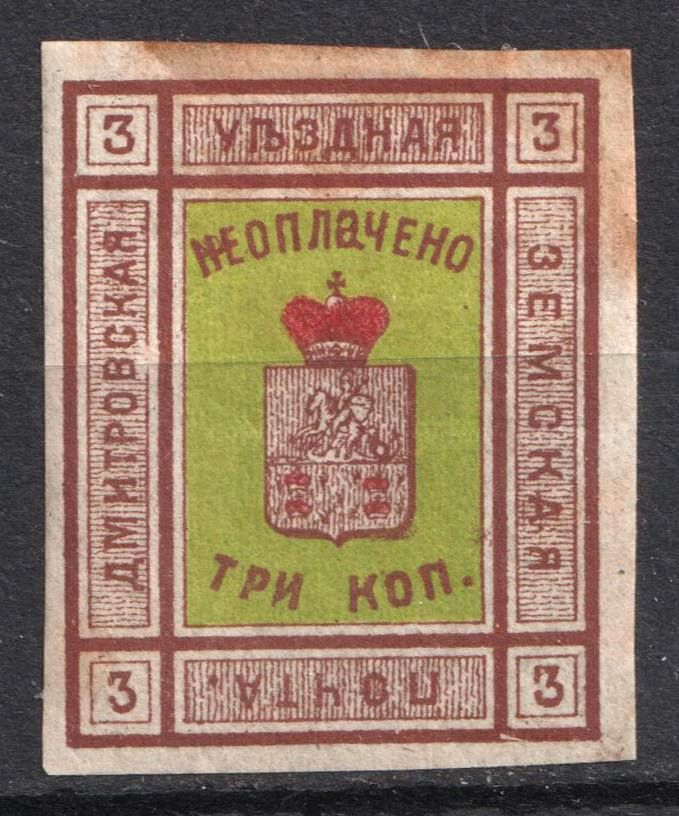 3
УѢЗДНАЯ
3
ДМИТРОВСКАЯ
ЗЕМСКАЯ
НЕОПЛАЧЕНО
ТРИ КОП.
3
ПОЧТА.
3